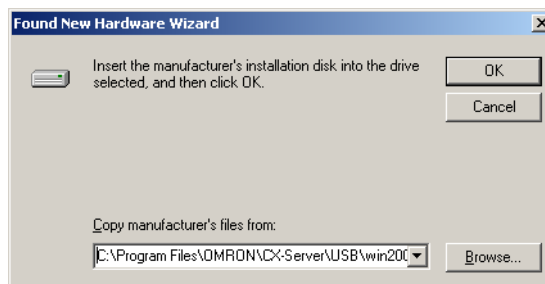 Found New Hardware Wizard
Insert the manufacturer's installation disk into the drive
selected, and then click OK.
OK
Cancel
Copy manufacturer's files from:
C:\Program Files\OMRON\CX-Server\USB\win200
Browse...